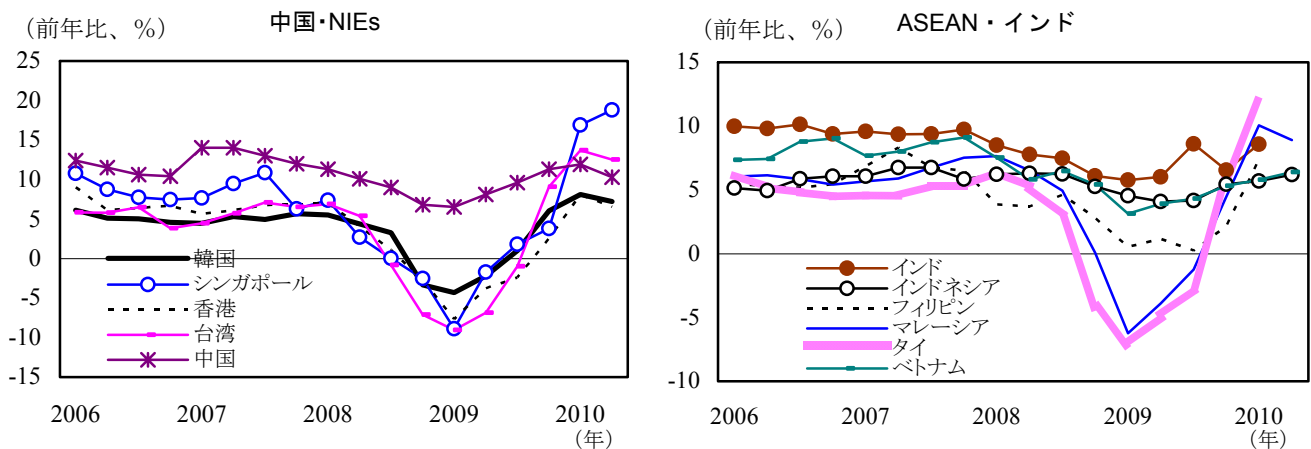 中国・NIEs
(前年比、%)
25
20
15
10
5
0
-5
-10
-15
韓国
シンガポール
香港
台湾
中国
2006
2007
2008
2009
2010
(年)
ASEAN・インド
(前年比、%)
15
10
5
0
-5
-10
インド
インドネシア
フィリピン
マレーシア
タイ
ベトナム
2006
2007
2008
2009
2010
(年)